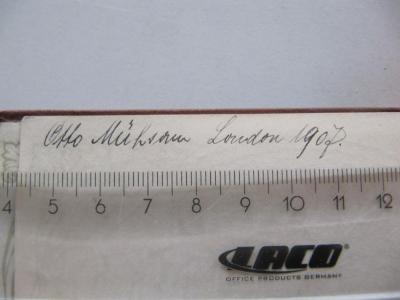 Otto Mühsam London 1907.
4 5 6 7 8 9 10 11 12
LACO
OFFICE PRODUCTS GERMANY